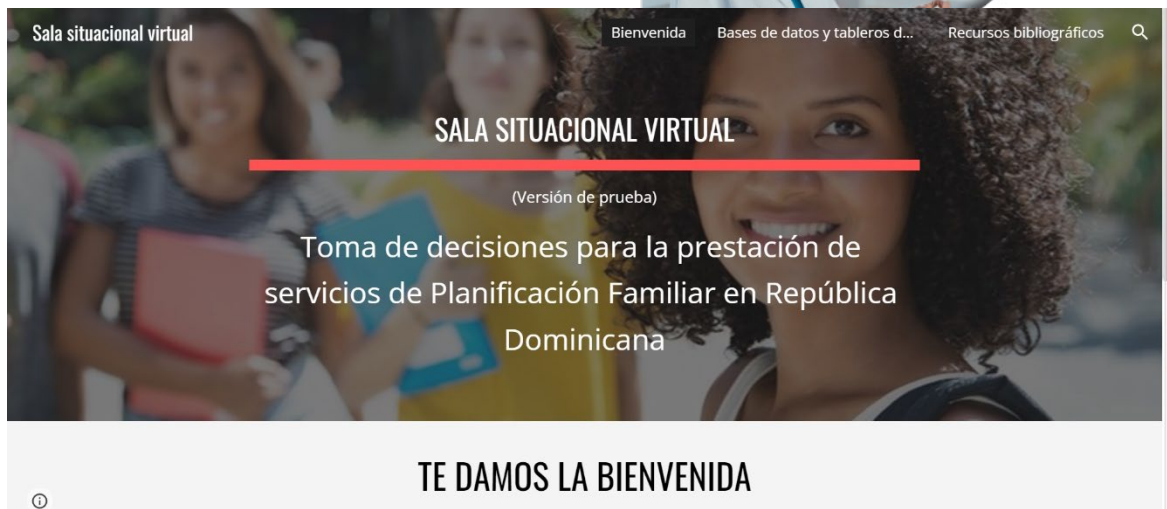 Sala situacional virtual
Bienvenida
Bases de datos y tableros d...
Recursos bibliográficos
SALA SITUACIONAL VIRTUAL
(Versión de prueba)
Toma de decisiones para la prestación de
servicios de Planificación Familiar en República
Dominicana
TE DAMOS LA BIENVENIDA